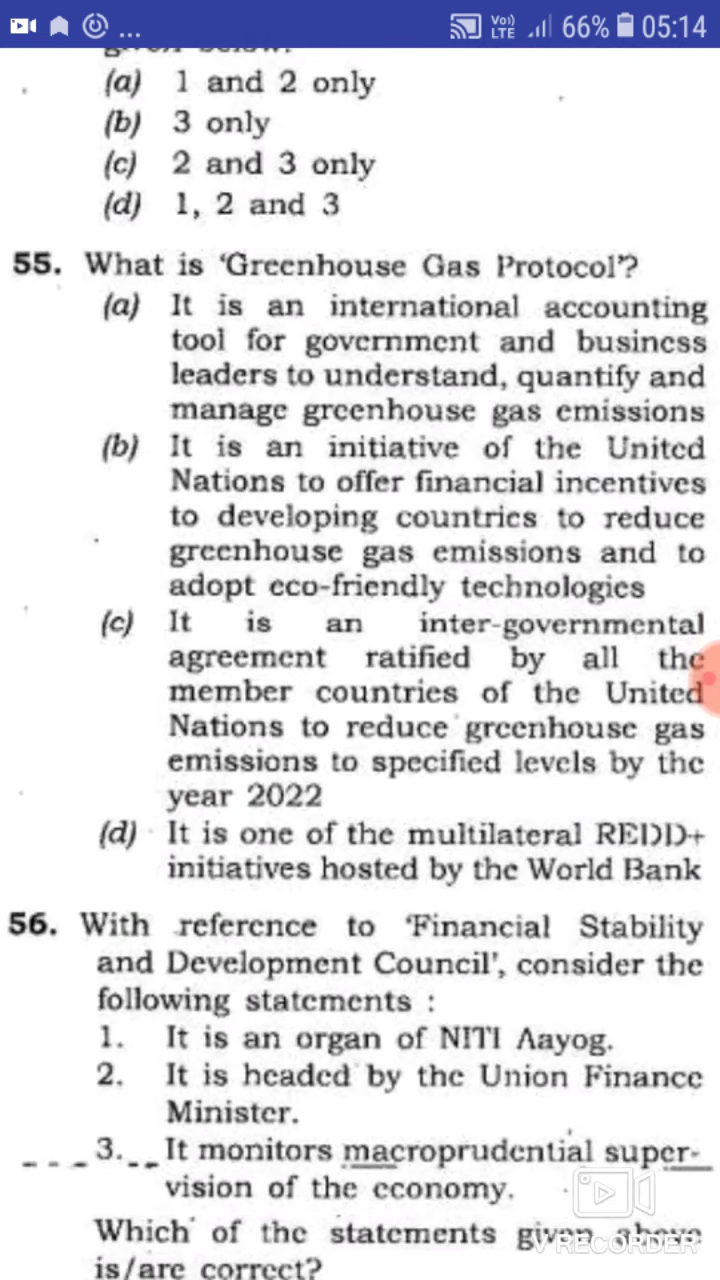 ... Vo)) LTE 66% 05:14
given below:
(a) 1 and 2 only
(b) 3 only
(c) 2 and 3 only
(d) 1, 2 and 3
55. What is ‘Greenhouse Gas Protocol’?
(a) It is an international accounting
tool for government and business
leaders to understand, quantify and
manage greenhouse gas emissions
(b) It is an initiative of the United
Nations to offer financial incentives
to developing countries to reduce
greenhouse gas emissions and to
adopt eco-friendly technologies
(c) It is an inter-governmental
agreement ratified by all the
member countries of the United
Nations to reduce greenhouse gas
emissions to specified levels by the
year 2022
(d) It is one of the multilateral REDD+
initiatives hosted by the World Bank
56. With reference to ‘Financial Stability
and Development Council’, consider the
following statements :
1. It is an organ of NITI Aayog.
2. It is headed by the Union Finance
Minister.
3. It monitors macroprudential super-
vision of the economy.
Which of the statements given above
is/are correct?
V RECORDER